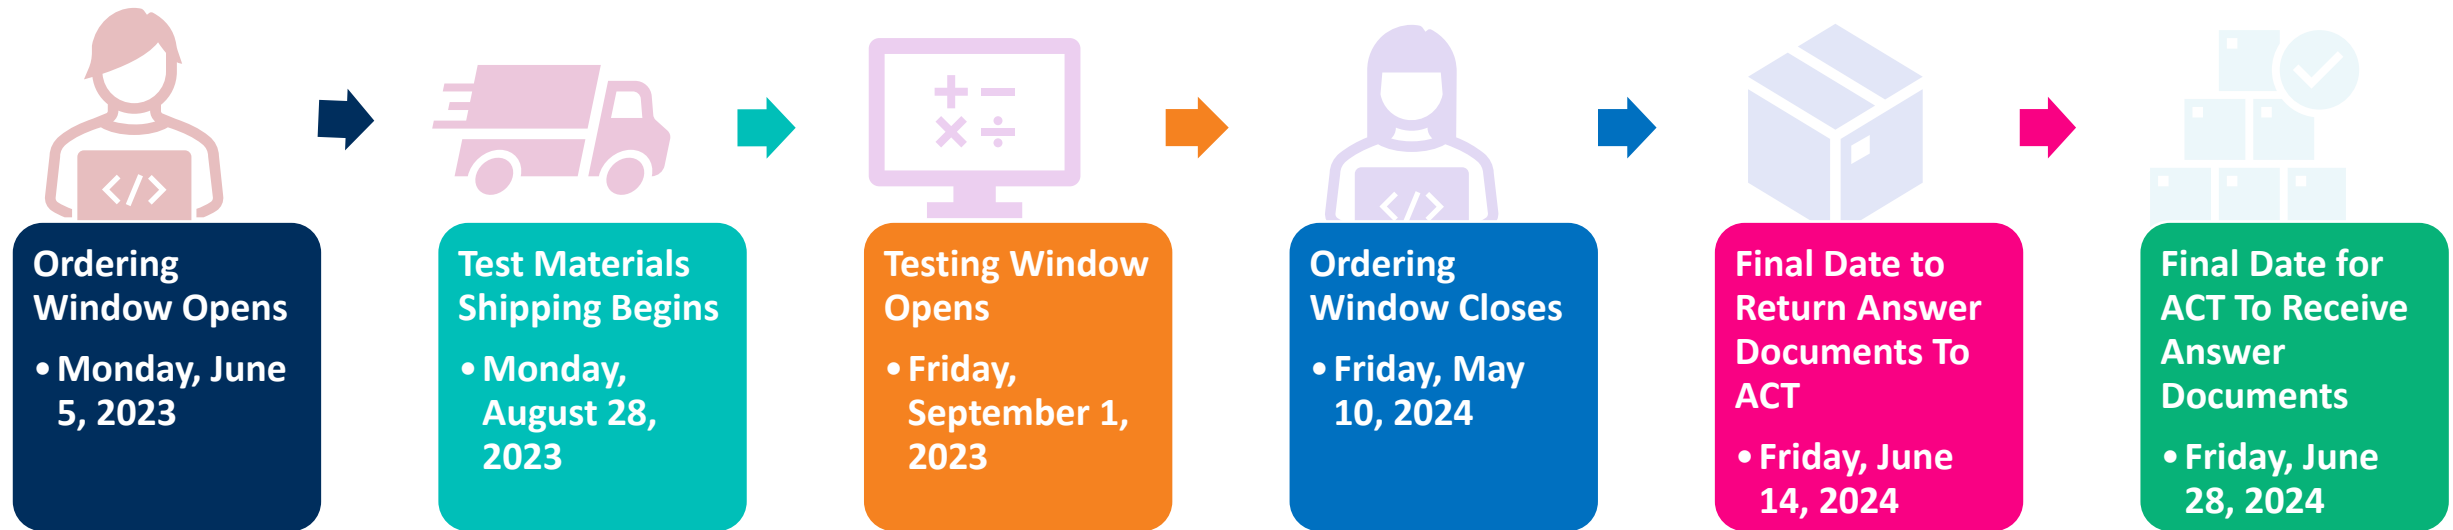 </>
</>
Ordering
Window Opens
• Monday, June
5, 2023
Test Materials
Shipping Begins
• Monday,
August 28,
2023
Testing Window
Opens
• Friday,
September 1,
2023
Ordering
Window Closes
• Friday, May
10, 2024
Final Date to
Return Answer
Documents To
ACT
• Friday, June
14, 2024
Final Date for
ACT To Receive
Answer
Documents
• Friday, June
28, 2024